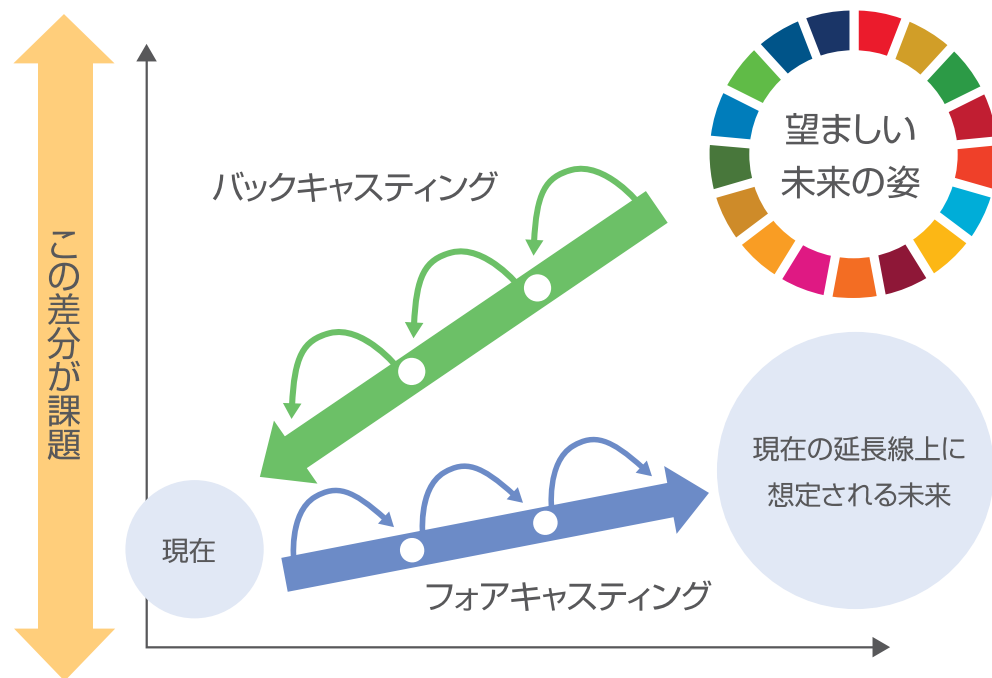 この差分が課題
バックキャスティング
望ましい
未来の姿
現在の延長線上に
想定される未来
現在
フォアキャスティング